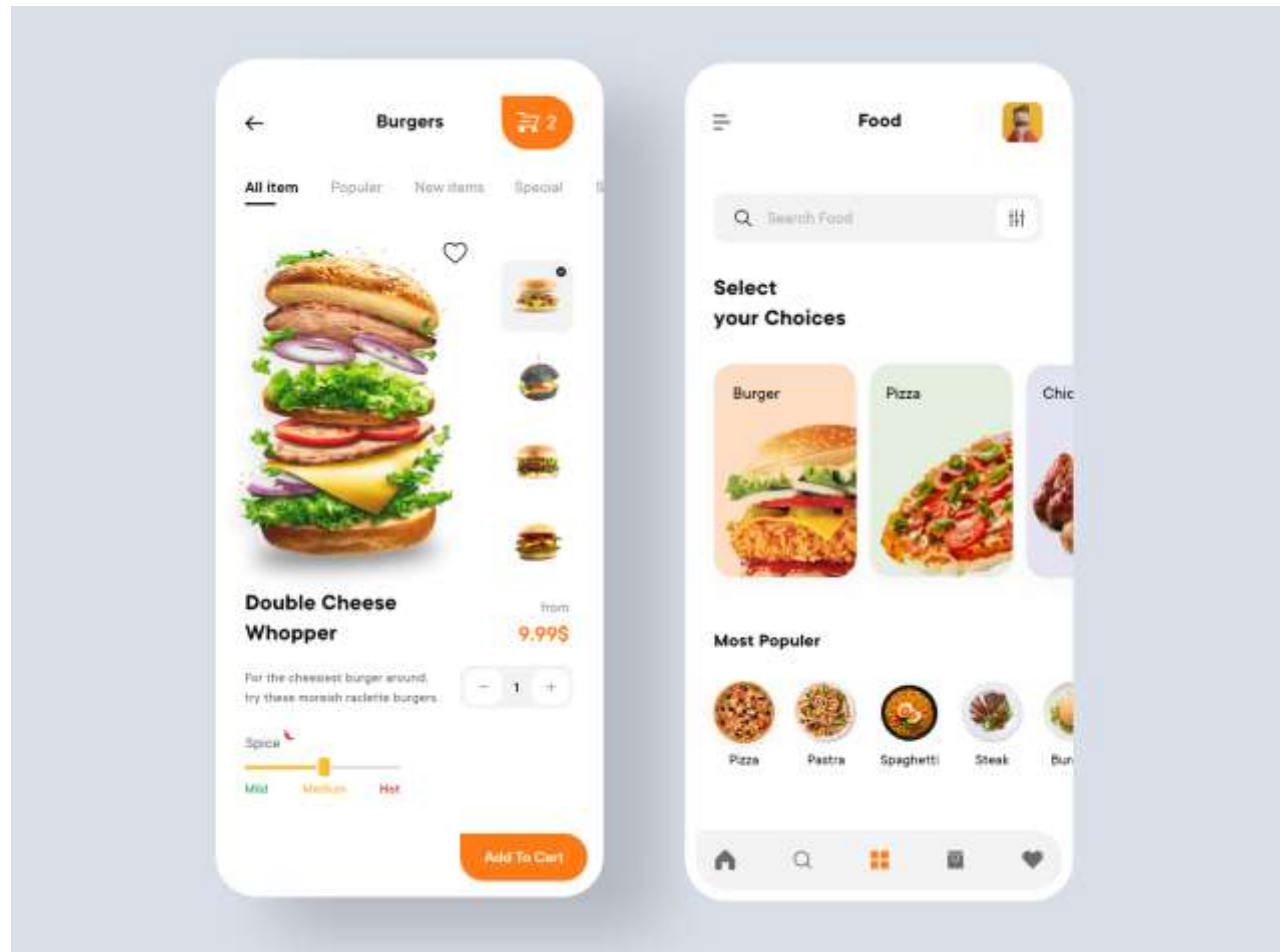 Burgers
2
All item Popular New items Special S
Double Cheese
Whopper
from
9.99$
For the cheesiest burger around,
try these moreish raclette burgers.
1
Spice
Mild Medium Hot
Add To Cart
Food
Search Food
Select
your Choices
Burger
Pizza
Chic
Most Populer
Pizza
Pastra
Spaghetti
Steak
Bur